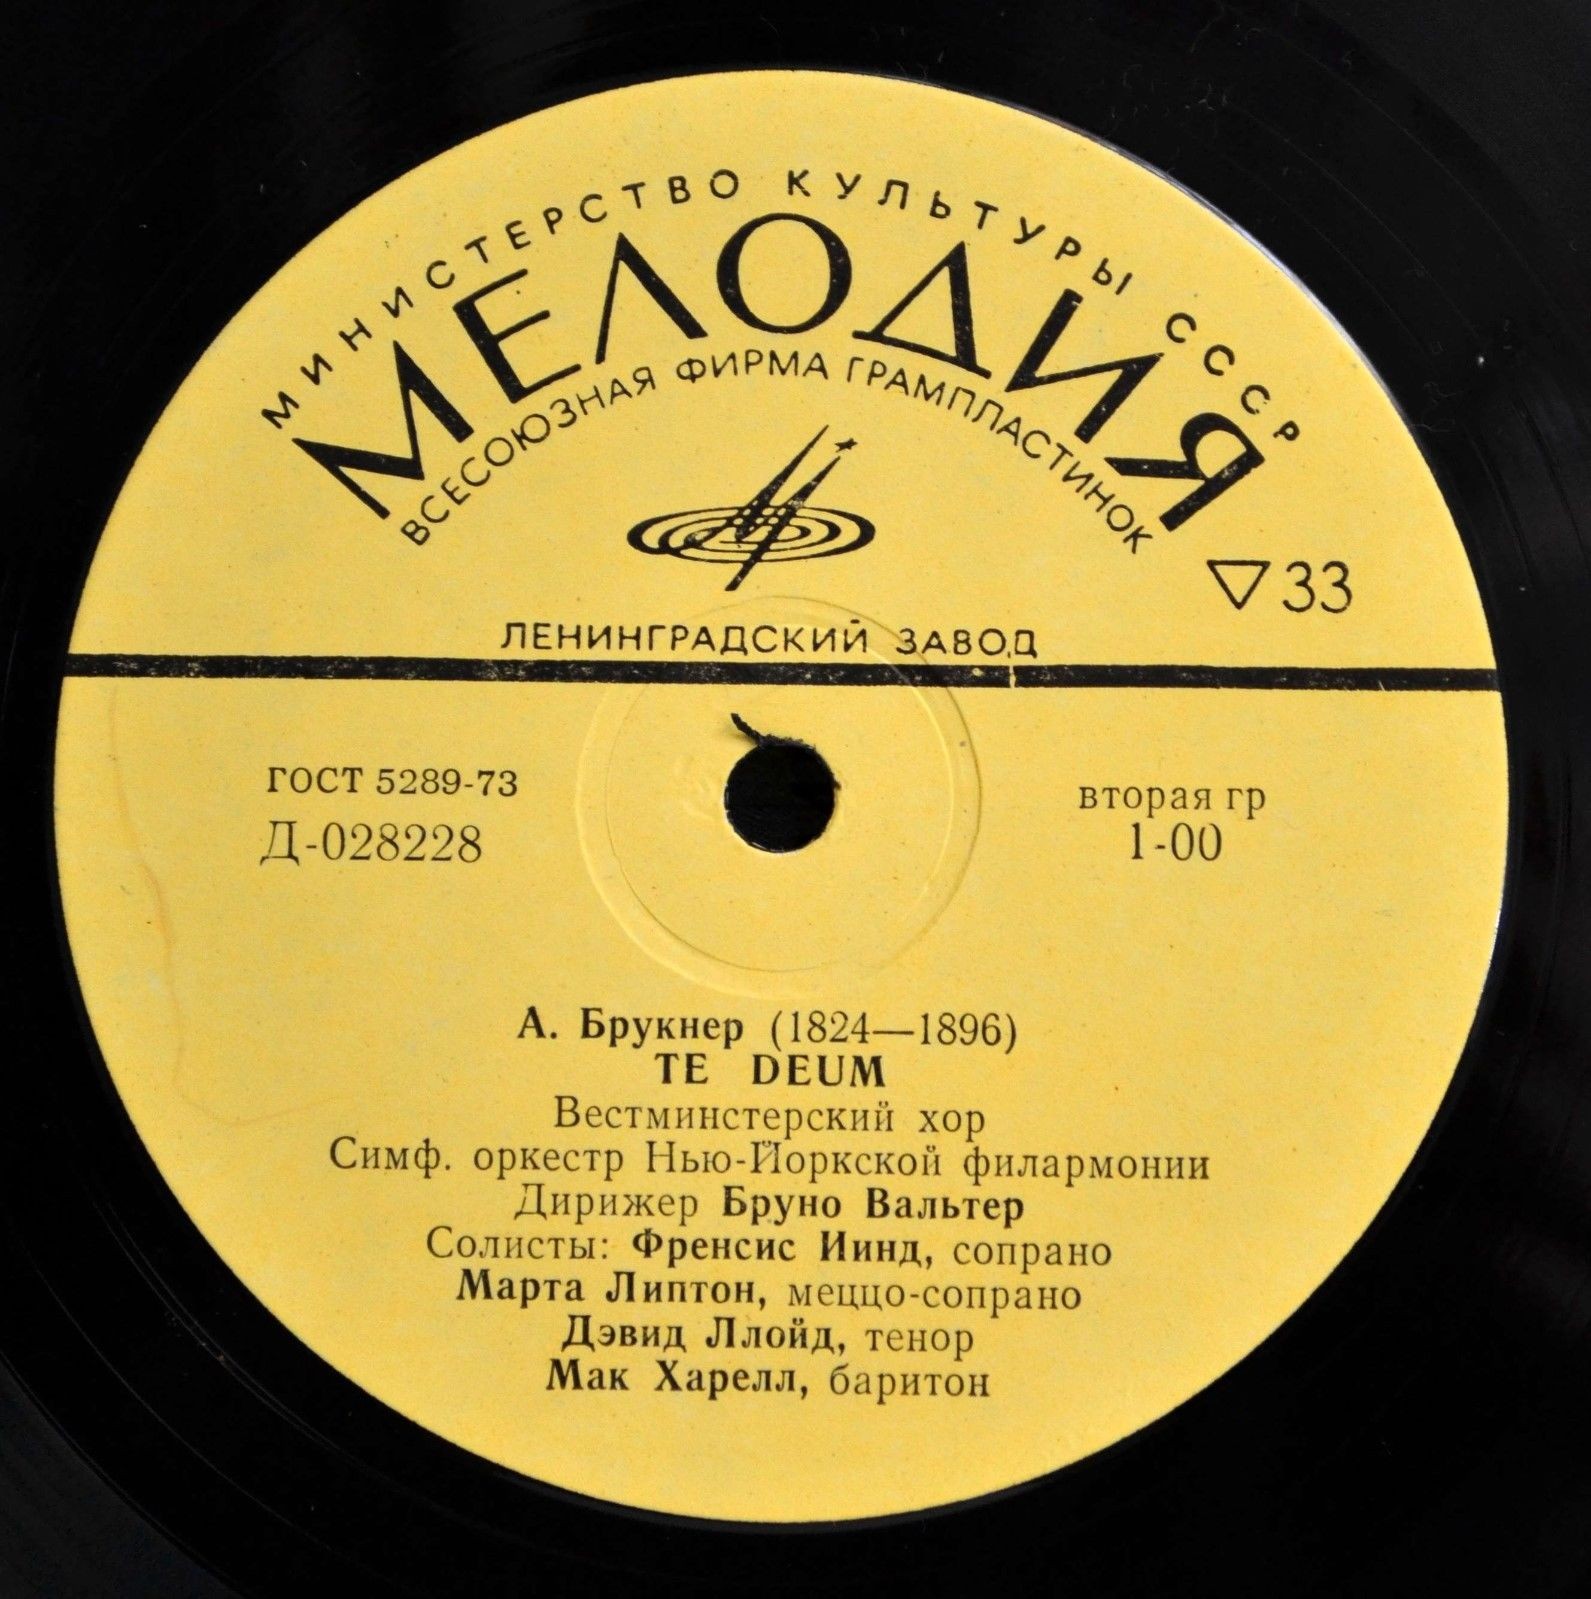 МИНИСТЕРСТВО КУЛЬТУРЫ СССР
МЕЛОДИЯ
ВСЕСОЮЗНАЯ ФИРМА ГРАМПЛАСТИНОК
▽33
ЛЕНИНГРАДСКИЙ ЗАВОД
ГОСТ 5289-73
Д-028228
вторая гр
1-00
А. Брукнер (1824—1896)
TE DEUM
Вестминстерский хор
Симф. оркестр Нью-Йоркской филармонии
Дирижер Бруно Вальтер
Солисты: Френсис Иинд, сопрано
Марта Липтон, меццо-сопрано
Дэвид Ллойд, тенор
Мак Харелл, баритон